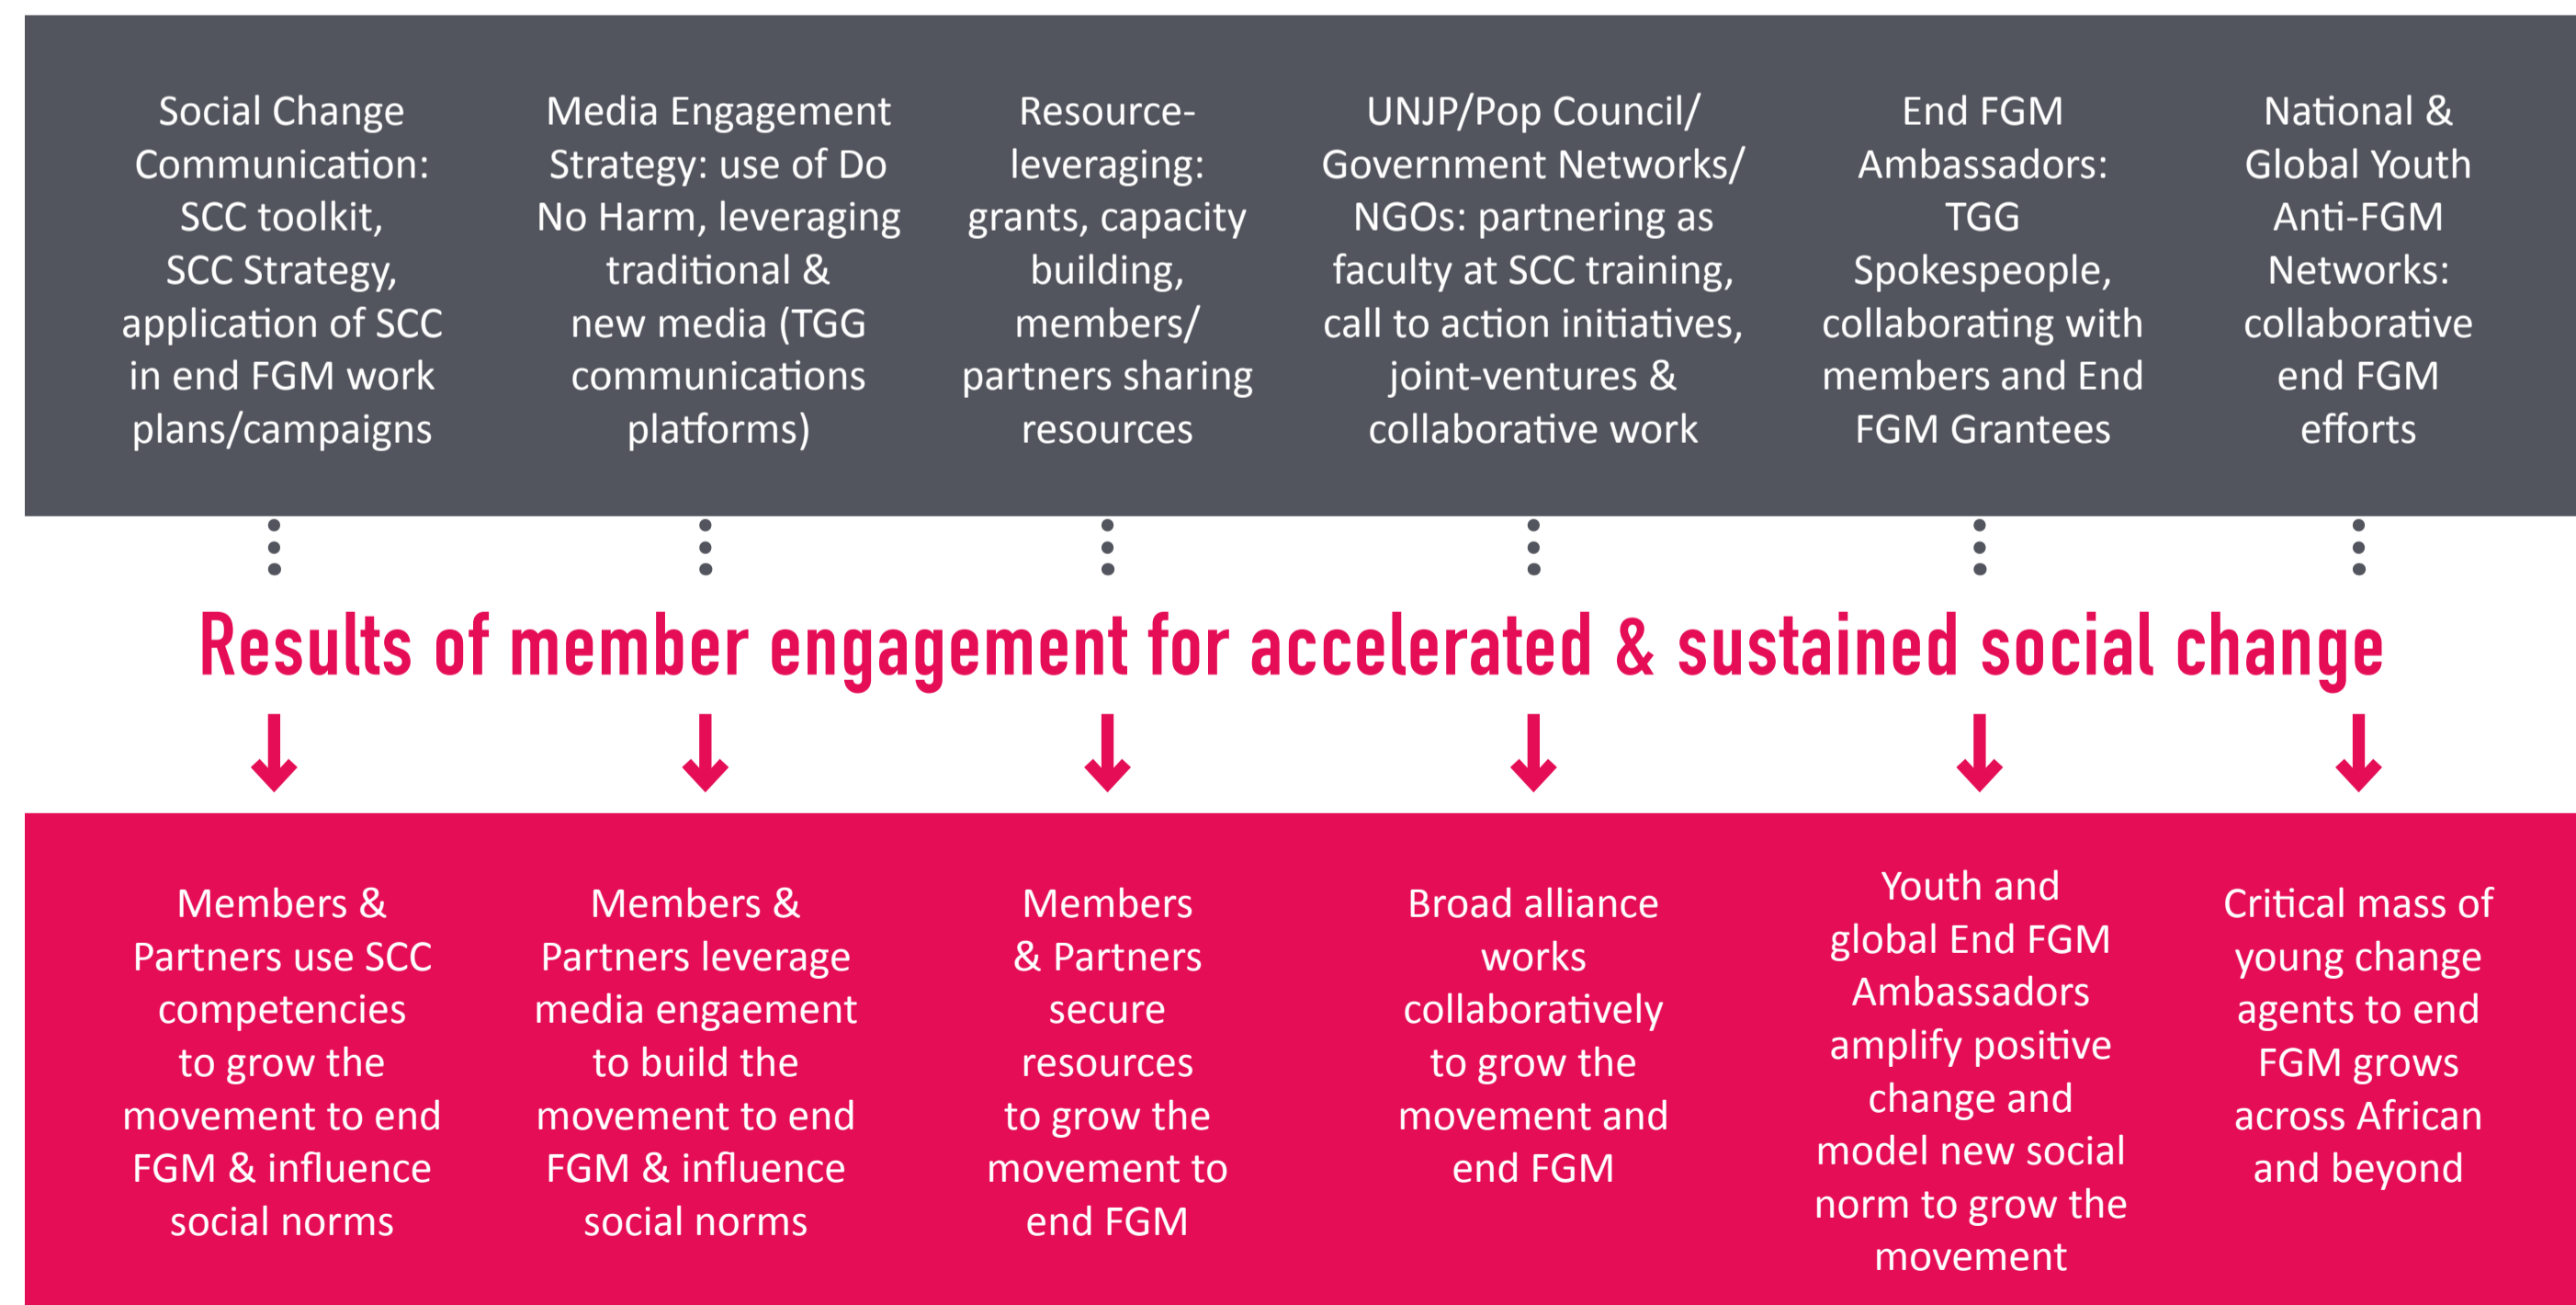 Social Change
Communication:
SCC toolkit,
SCC Strategy,
application of SCC
in end FGM work
plans/campaigns
Media Engagement
Strategy: use of Do
No Harm, leveraging
traditional &
new media (TGG
communications
platforms)
Resource-
leveraging:
grants, capacity
building,
members/
partners sharing
resources
UNJP/Pop Council/
Government Networks/
NGOs: partnering as
faculty at SCC training,
call to action initiatives,
joint-ventures &
collaborative work
End FGM
Ambassadors:
TGG
Spokespeople,
collaborating with
members and End
FGM Grantees
National &
Global Youth
Anti-FGM
Networks:
collaborative
end FGM
efforts
Results of member engagement for accelerated & sustained social change
Members &
Partners use SCC
competencies
to grow the
movement to end
FGM & influence
social norms
Members &
Partners leverage
media engaement
to build the
movement to end
FGM & influence
social norms
Members
& Partners
secure
resources
to grow the
movement to
end FGM
Broad alliance
works
collaboratively
to grow the
movement and
end FGM
Youth and
global End FGM
Ambassadors
amplify positive
change and
model new social
norm to grow the
movement
Critical mass of
young change
agents to end
FGM grows
across African
and beyond